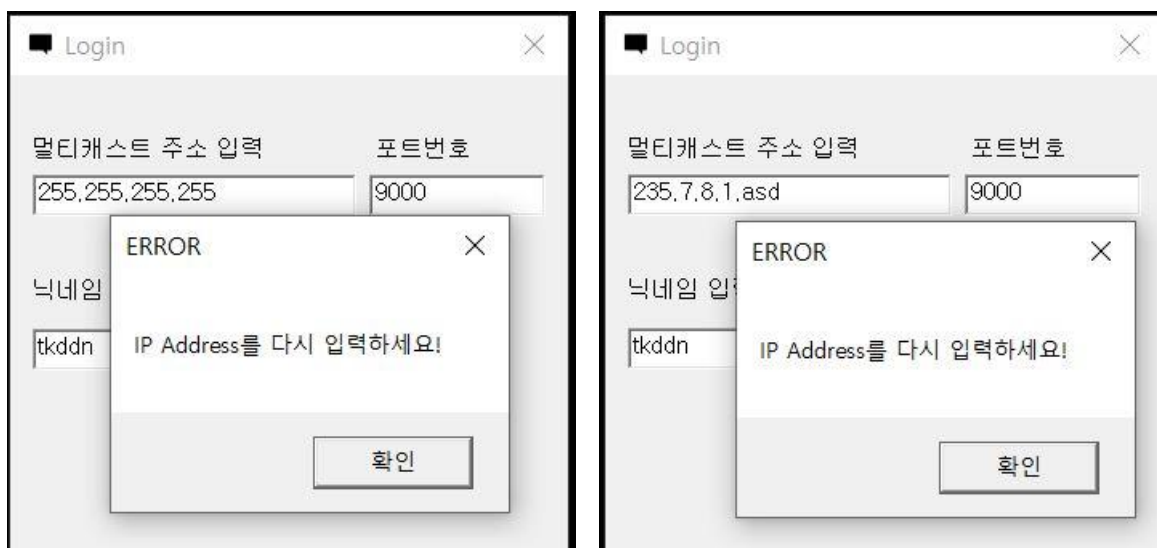 Login
멀티캐스트 주소 입력 포트번호
255,255,255,255 9000
ERROR
닉네임
tkddn
IP Address를 다시 입력하세요!
확인
Login
멀티캐스트 주소 입력 포트번호
235,7,8,1,asd 9000
ERROR
닉네임 입
tkddn
IP Address를 다시 입력하세요!
확인